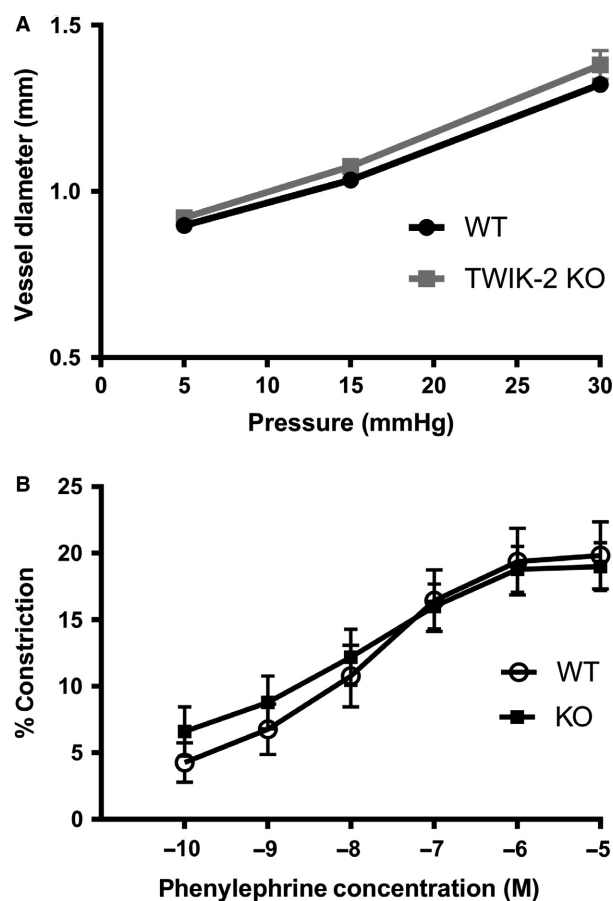 A
1.5
1.0
0.5
Vessel diameter (mm)
WT
TWIK-2 KO
0 5 10 15 20 25 30
Pressure (mmHg)
B
25
20
15
10
5
0
% Constriction
WT
KO
–10 –9 –8 –7 –6 –5
Phenylephrine concentration (M)